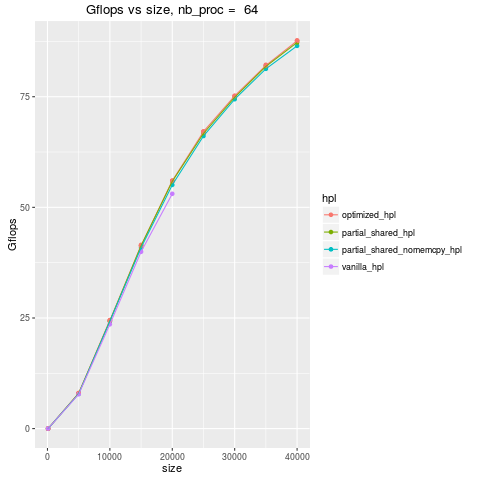 Gflops vs size, nb_proc =  64
Gflops
75
50
25
0
0 10000 20000 30000 40000
size
hpl
optimized_hpl
partial_shared_hpl
partial_shared_nomemcpy_hpl
vanilla_hpl